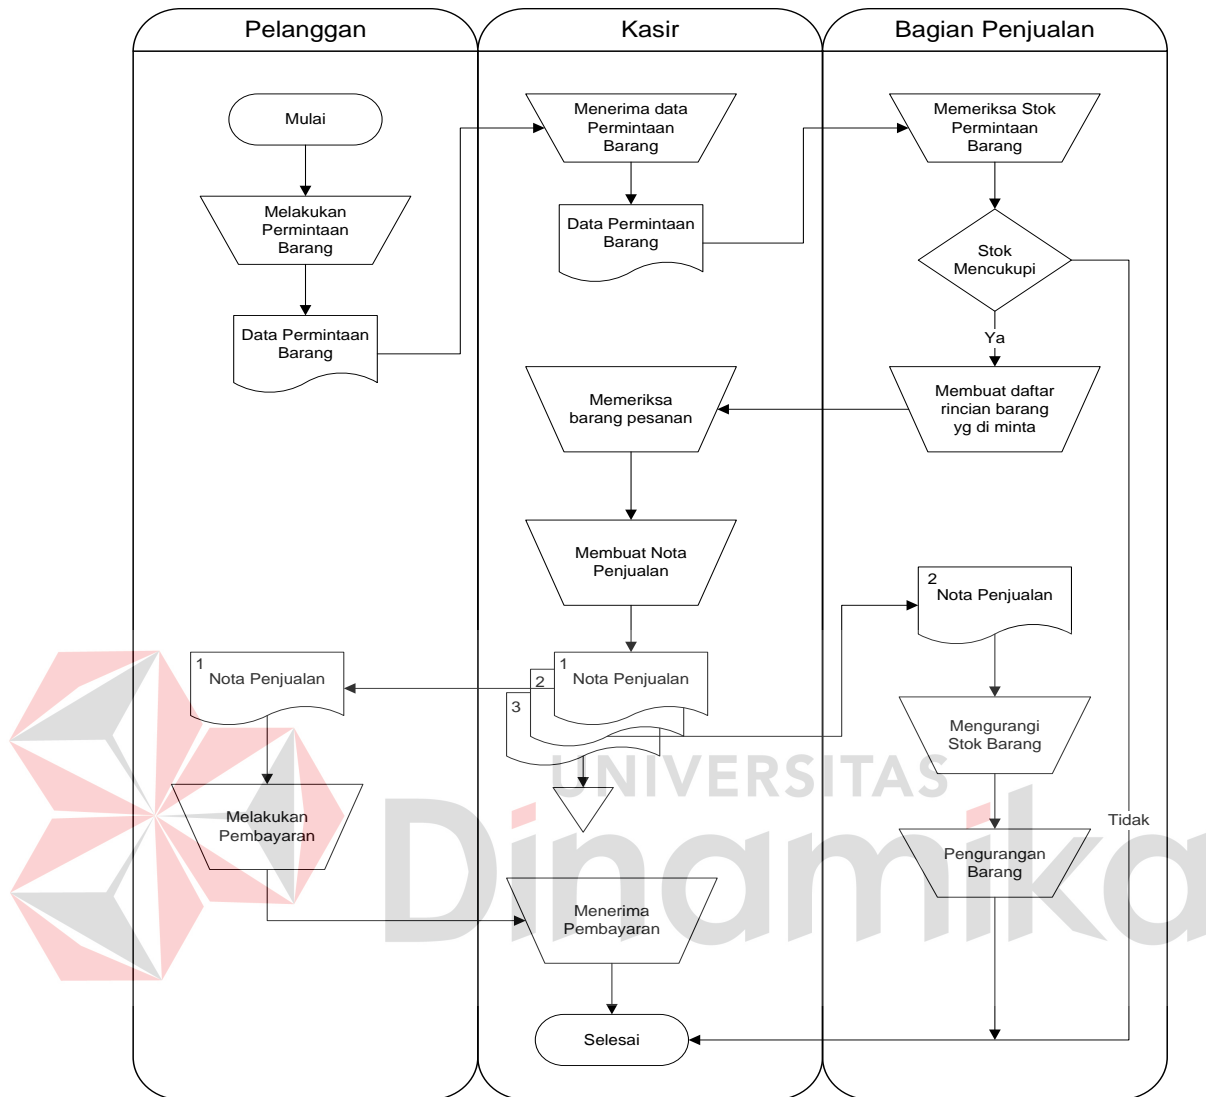 Pelanggan
Kasir
Bagian Penjualan
Mulai
Melakukan
Permintaan
Barang
Data Permintaan
Barang
Menerima data
Permintaan
Barang
Data Permintaan
Barang
Memeriksa Stok
Permintaan
Barang
Stok
Mencukupi
Ya
Membuat daftar
rincian barang
yg di minta
Memeriksa
barang pesanan
Membuat Nota
Penjualan
1
Nota Penjualan
2
3
1
Nota Penjualan
2
Nota Penjualan
Mengurangi
Stok Barang
Pengurangan
Barang
Tidak
Melakukan
Pembayaran
Menerima
Pembayaran
Selesai
UNIVERSITAS
Dinamika